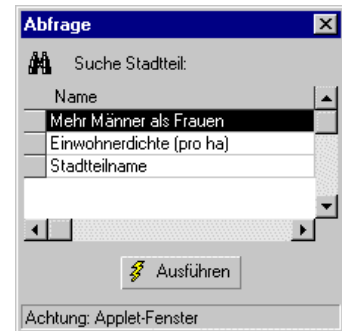 Abfrage
Suche Stadtteil:
Name
Mehr Männer als Frauen
Einwohnerdichte (pro ha)
Stadtteilname
Ausführen
Achtung: Applet-Fenster